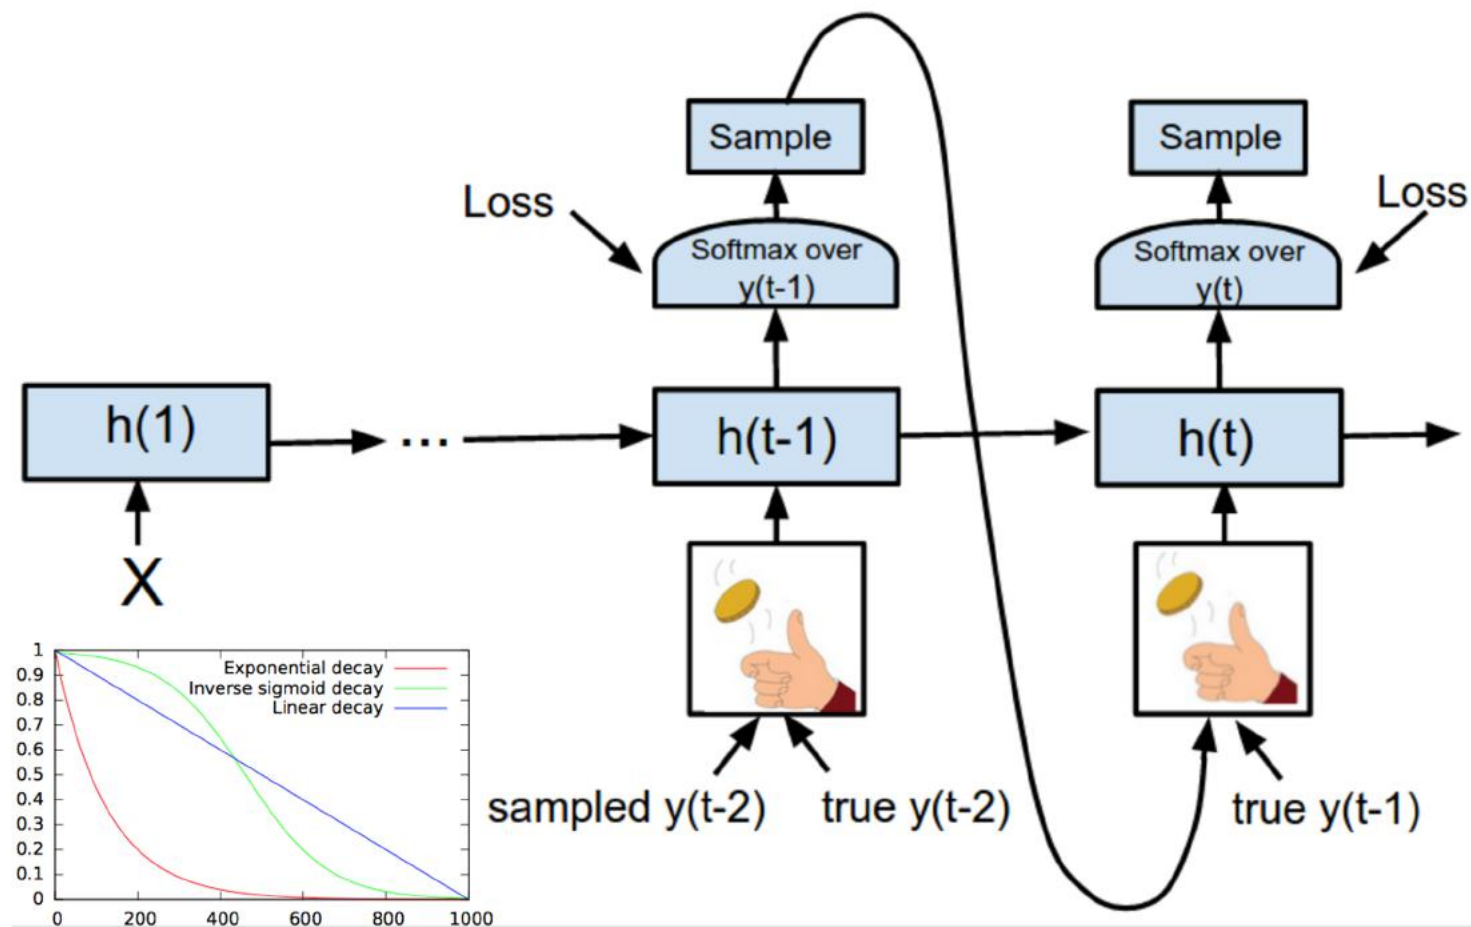 Sample
Sample
Loss
Loss
Softmax over
y(t-1)
Softmax over
y(t)
h(1)
...
h(t-1)
h(t)
X
sampled y(t-2)
true y(t-2)
true y(t-1)
Exponential decay
Inverse sigmoid decay
Linear decay
1
0.9
0.8
0.7
0.6
0.5
0.4
0.3
0.2
0.1
0
0 200 400 600 800 1000